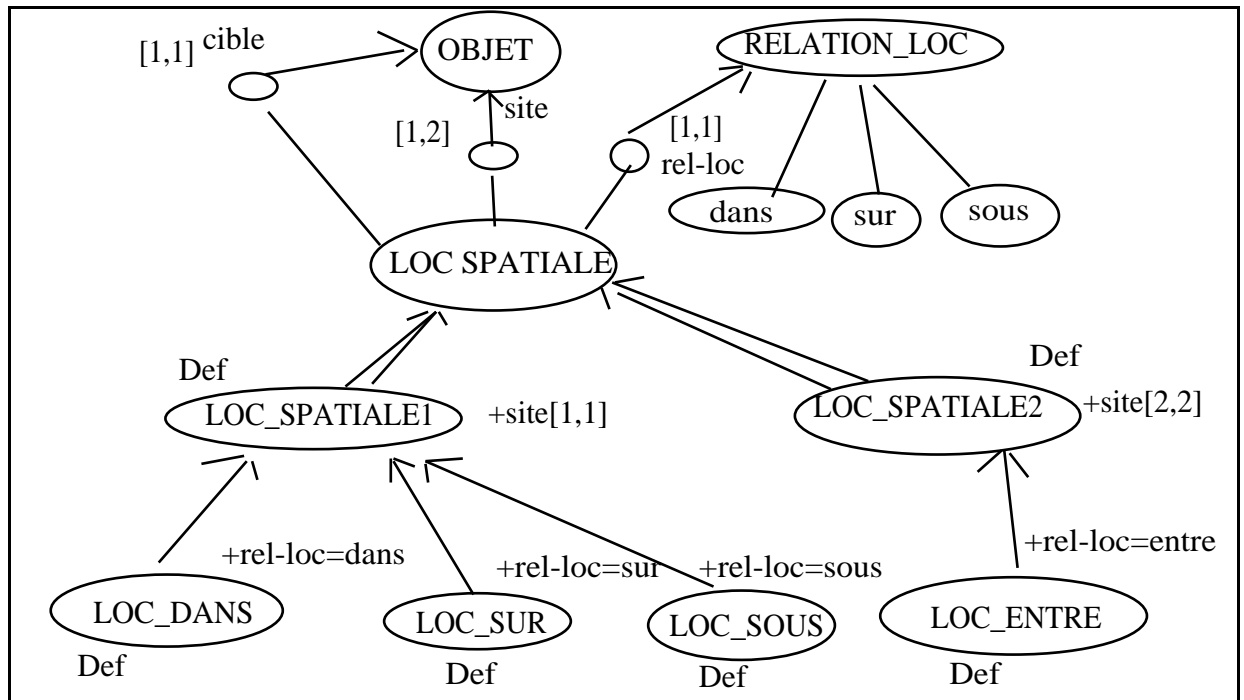 [1,1] cible
OBJET
RELATION_LOC
site
[1,2]
[1,1]
rel-loc
dans
sur
sous
LOC SPATIALE
Def
Def
LOC_SPATIALE1
+site[1,1]
LOC_SPATIALE2
+site[2,2]
+rel-loc=dans
+rel-loc=sur
+rel-loc=sous
+rel-loc=entre
LOC_DANS
LOC_SUR
LOC_SOUS
LOC_ENTRE
Def
Def
Def
Def